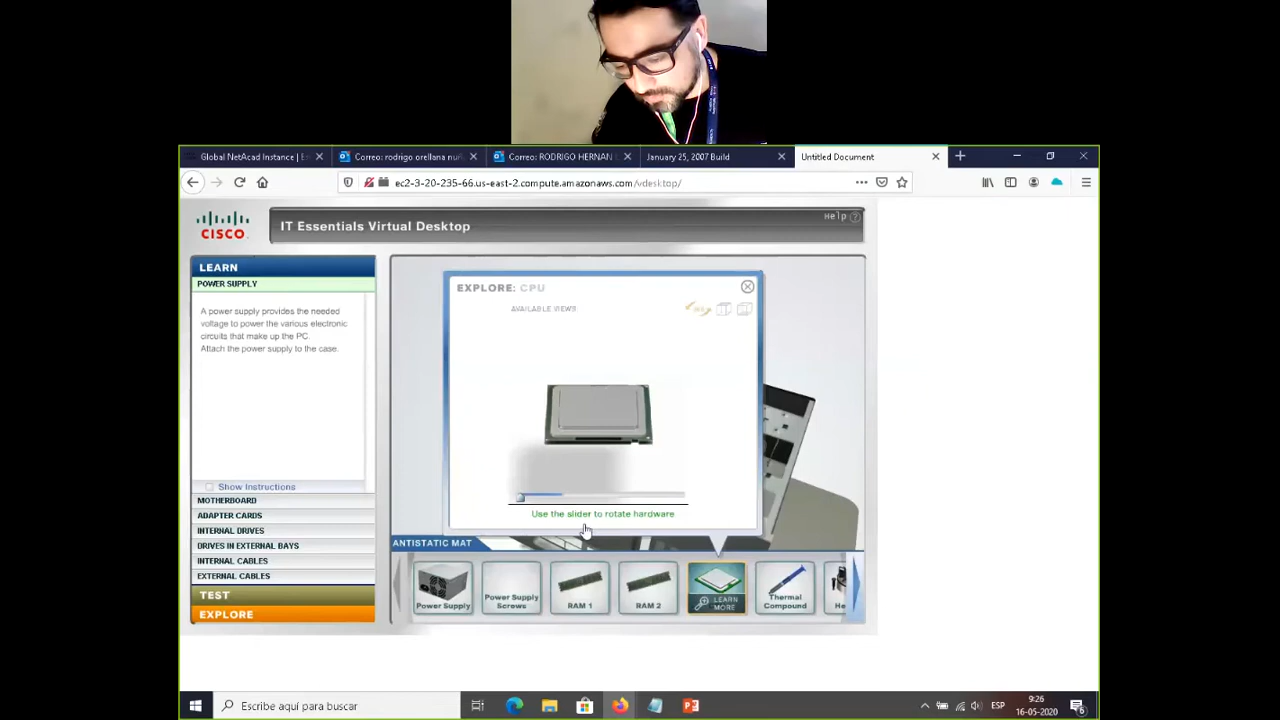 Global NetAcad Instance | E
Correo: rodrigo orellana nuñ
Correo: RODRIGO HERNAN
January 25, 2007 Build
Untitled Document
ec2-3-20-235-66.us-east-2.compute.amazonaws.com/vdesktop/
CISCO
IT Essentials Virtual Desktop
Help ?
LEARN
POWER SUPPLY
A power supply provides the needed
voltage to power the various electronic
circuits that make up the PC.
Attach the power supply to the case.
Show Instructions
MOTHERBOARD
ADAPTER CARDS
INTERNAL DRIVES
DRIVES IN EXTERNAL BAYS
INTERNAL CABLES
EXTERNAL CABLES
TEST
EXPLORE
EXPLORE: CPU
AVAILABLE VIEWS:
Use the slider to rotate hardware
ANTISTATIC MAT
Power Supply
Power Supply
Screws
RAM 1
RAM 2
LEARN
MORE
Thermal
Compound
He
Escribe aquí para buscar
ESP
9:26
16-05-2020